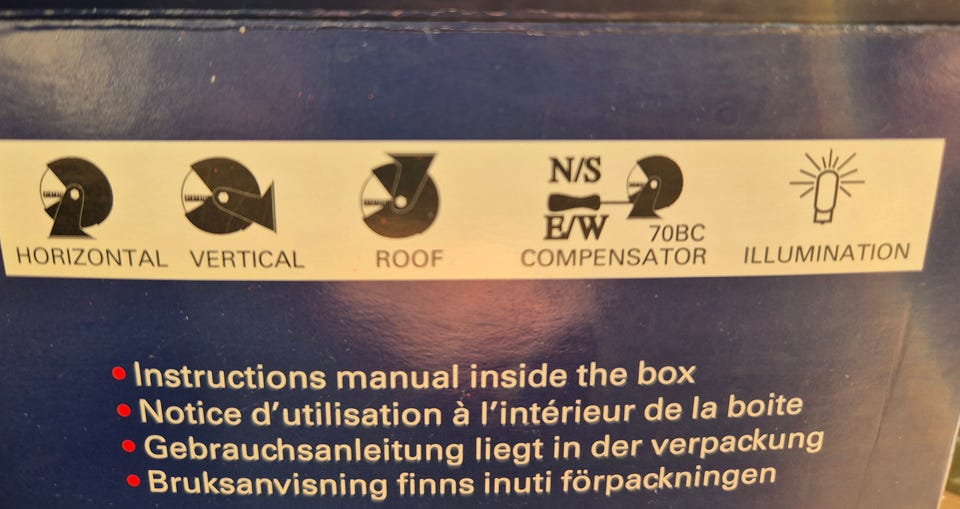 HORIZONTAL VERTICAL ROOF N/S E/W 70BC COMPENSATOR ILLUMINATION
• Instructions manual inside the box
• Notice d'utilisation à l'intérieur de la boite
• Gebrauchsanleitung liegt in der verpackung
• Bruksanvisning finns inuti förpackningen